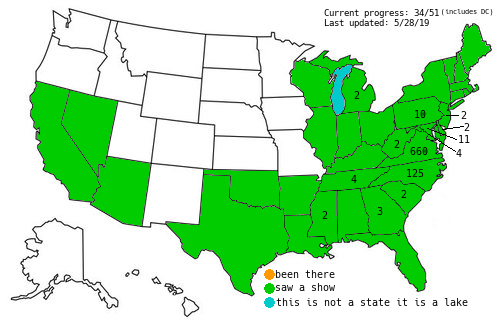 Current progress: 34/51 (includes DC)
Last updated: 5/28/19
2
10
2
2
2
11
669
4
4
125
2
2
3
been there
saw a show
this is not a state it is a lake